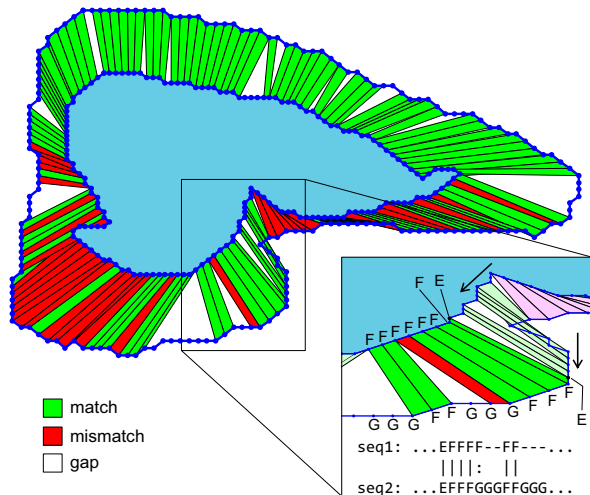 F E
F F F F F F
G G G F F G G G F F F
E
match
mismatch
gap
seq1: ...EFFFF--FF---...
||||: ||
seq2: ...EFFFGGGFFGGG...